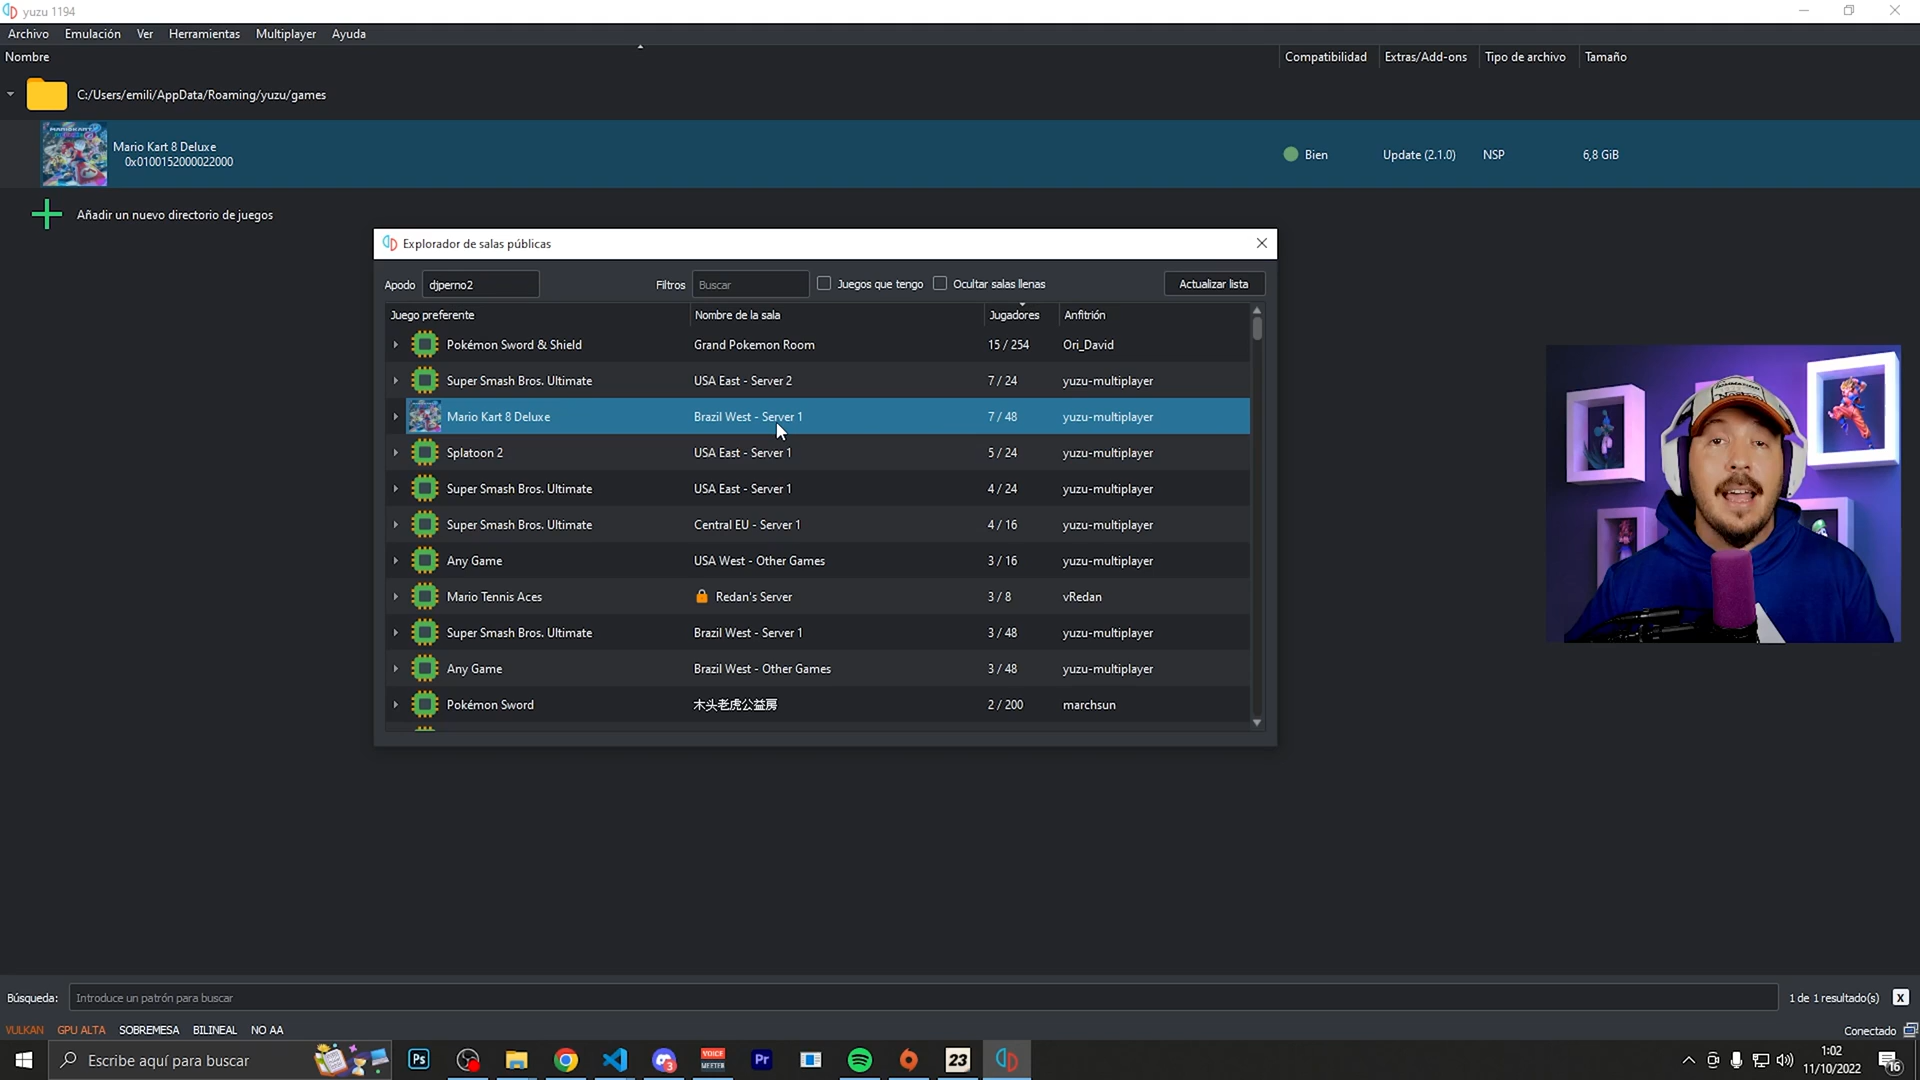 yuzu 1194
Archivo Emulación Ver Herramientas Multiplayer Ayuda
Nombre Compatibilidad Extras/Add-ons Tipo de archivo Tamaño
C:/Users/emili/AppData/Roaming/yuzu/games
Mario Kart 8 Deluxe
0x0100152000022000
Bien Update (2.1.0) NSP 6,8 GiB
Añadir un nuevo directorio de juegos
Explorador de salas públicas
Apodo djperno2 Filtros Buscar Juegos que tengo Ocultar salas llenas Actualizar lista
Juego preferente Nombre de la sala Jugadores Anfitrión
Pokémon Sword & Shield Grand Pokemon Room 15 / 254 Ori_David
Super Smash Bros. Ultimate USA East - Server 2 7 / 24 yuzu-multiplayer
Mario Kart 8 Deluxe Brazil West - Server 1 7 / 48 yuzu-multiplayer
Splatoon 2 USA East - Server 1 5 / 24 yuzu-multiplayer
Super Smash Bros. Ultimate USA East - Server 1 4 / 24 yuzu-multiplayer
Super Smash Bros. Ultimate Central EU - Server 1 4 / 16 yuzu-multiplayer
Any Game USA West - Other Games 3 / 16 yuzu-multiplayer
Mario Tennis Aces Redan's Server 3 / 8 vRedan
Super Smash Bros. Ultimate Brazil West - Server 1 3 / 48 yuzu-multiplayer
Any Game Brazil West - Other Games 3 / 48 yuzu-multiplayer
Pokémon Sword 木头老虎公益房 2 / 200 marchsun
Búsqueda: Introduce un patrón para buscar 1 de 1 resultado(s) X
VULKAN GPU ALTA SOBREMESA BILINEAL NO AA Conectado
Escribe aquí para buscar Ps 3 VOICE MEETER Pr 23 1:02
11/10/2022 16